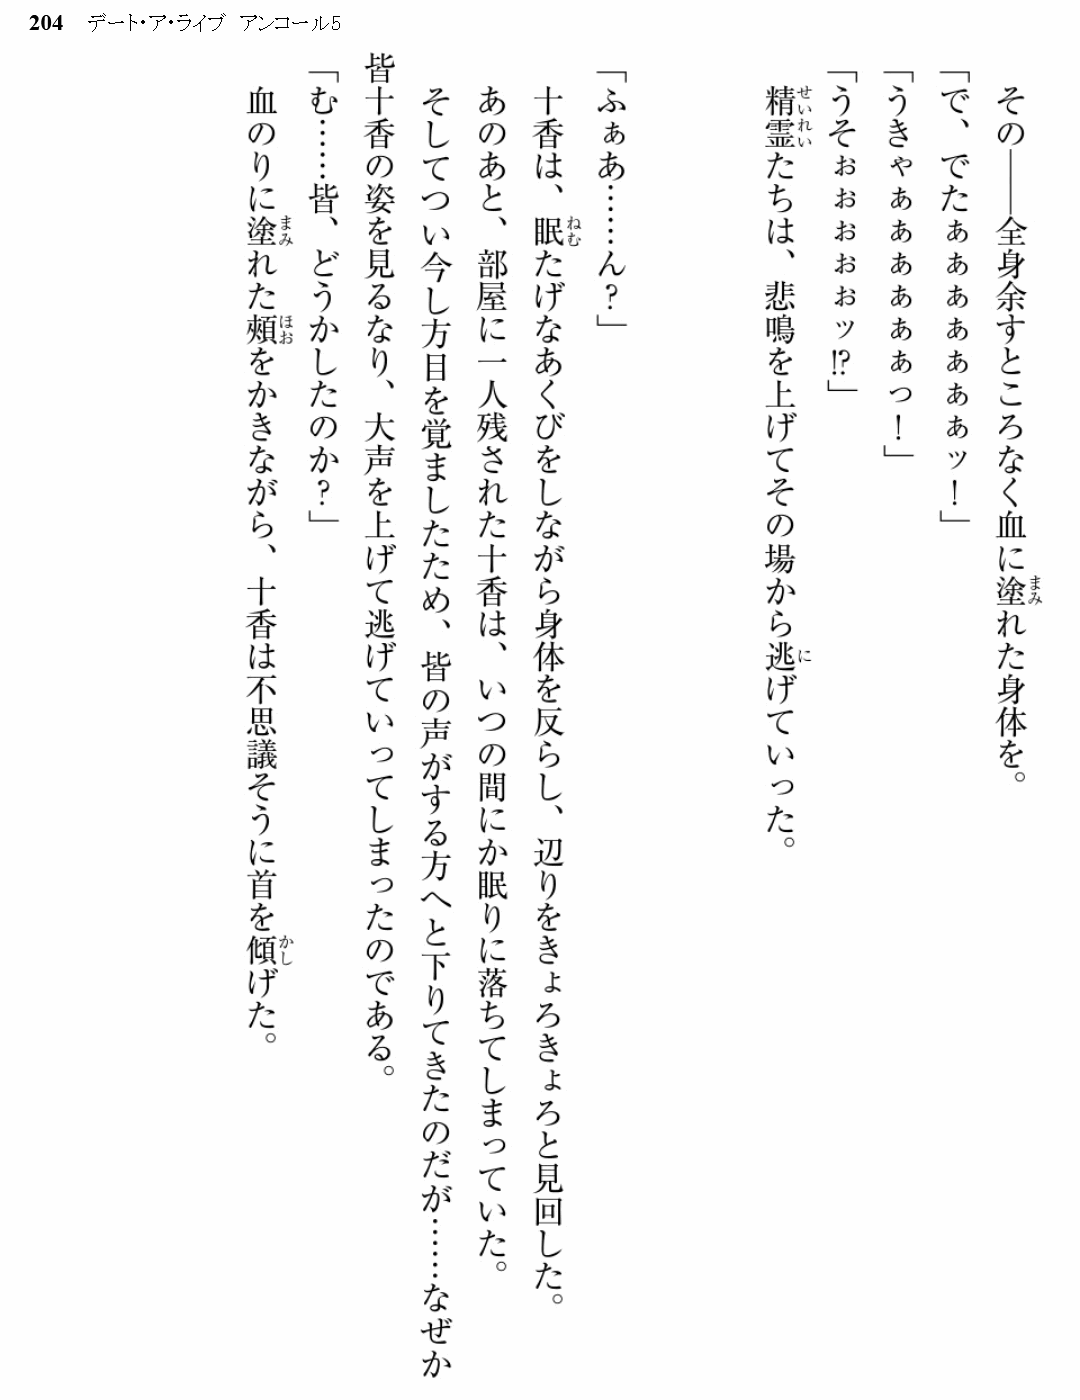 204 デート・ア・ライブ アンコール5
その――全身余すところなく血に塗れた身体を。
「で、でたぁぁぁぁぁぁッ！」
「うきゃぁぁぁぁぁぁっ！」
「うそぉぉぉぉぉッ!?」
精霊たちは、悲鳴を上げてその場から逃げていった。
「ふぁあ……ん？」
十香は、眠たげなあくびをしながら身体を反らし、辺りをきょろきょろと見回した。
あのあと、部屋に一人残された十香は、いつの間にか眠りに落ちてしまっていた。
そしてつい今し方目を覚ましたため、皆の声がする方へと下りてきたのだが……なぜか
皆十香の姿を見るなり、大声を上げて逃げていってしまったのである。
「む……皆、どうかしたのか？」
血のりに塗れた頰をかきながら、十香は不思議そうに首を傾げた。